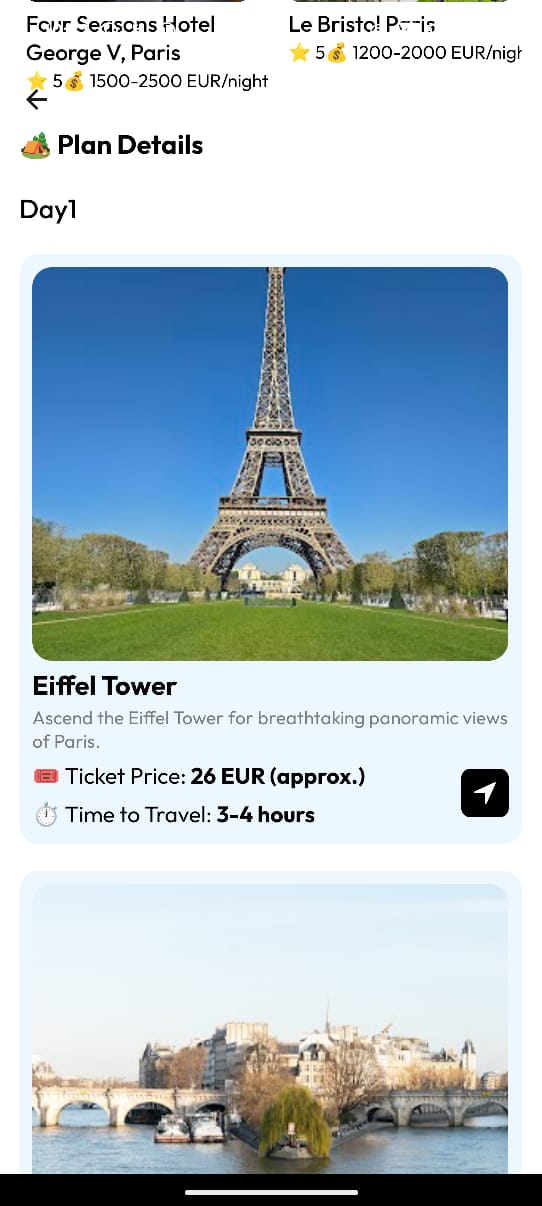 Four Seasons Hotel
George V, Paris
⭐ 5💰 1500-2500 EUR/night
Le Bristol Paris
⭐ 5💰 1200-2000 EUR/nigh
🏕️ Plan Details
Day1
Eiffel Tower
Ascend the Eiffel Tower for breathtaking panoramic views
of Paris.
🎟️ Ticket Price: 26 EUR (approx.)
⏱️ Time to Travel: 3-4 hours